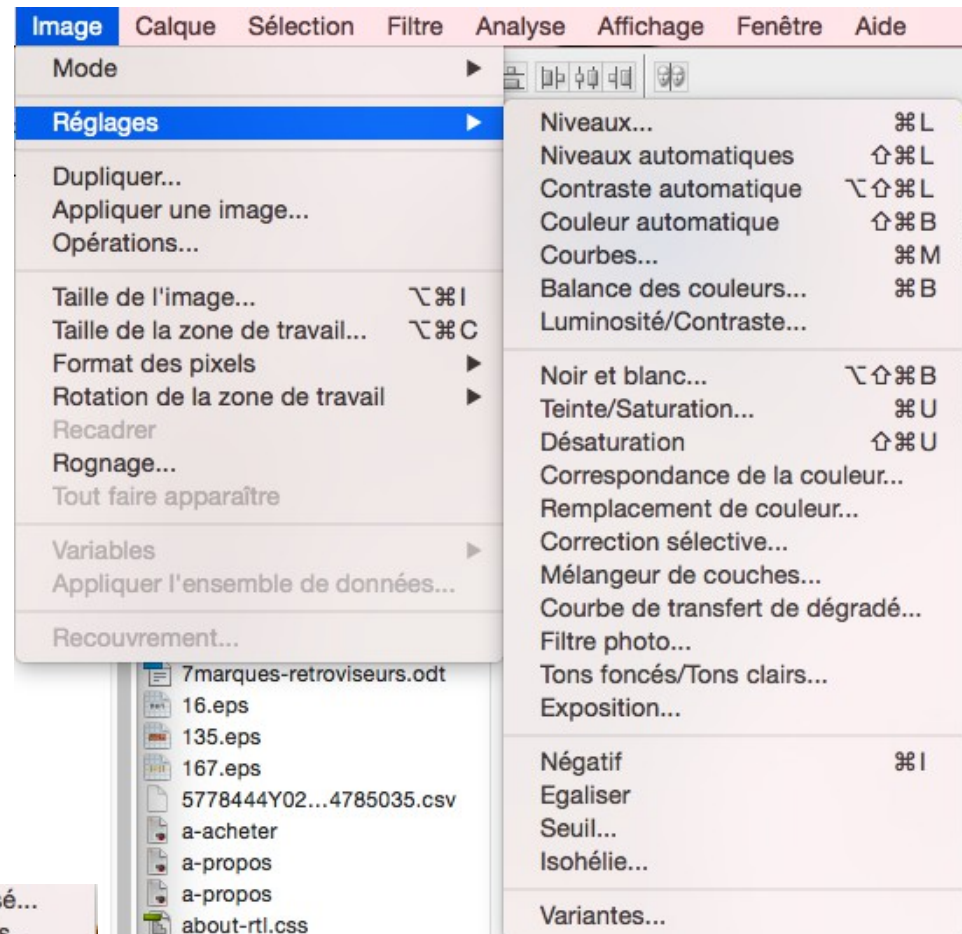 Image Calque Sélection Filtre Analyse Affichage Fenêtre Aide
Mode ▶
Réglages ▶
Dupliquer...
Appliquer une image...
Opérations...
Taille de l'image... ⌥⌘I
Taille de la zone de travail... ⌥⌘C
Format des pixels ▶
Rotation de la zone de travail ▶
Recadrer
Rognage...
Tout faire apparaître
Variables ▶
Appliquer l'ensemble de données...
Recouvrement...
Niveaux... ⌘L
Niveaux automatiques ⇧⌘L
Contraste automatique ⌥⇧⌘L
Couleur automatique ⇧⌘B
Courbes... ⌘M
Balance des couleurs... ⌘B
Luminosité/Contraste...
Noir et blanc... ⌥⇧⌘B
Teinte/Saturation... ⌘U
Désaturation ⇧⌘U
Correspondance de la couleur...
Remplacement de couleur...
Correction sélective...
Mélangeur de couches...
Courbe de transfert de dégradé...
Filtre photo...
Tons foncés/Tons clairs...
Exposition...
Négatif ⌘I
Egaliser
Seuil...
Isohélie...
Variantes...
7marques-retroviseurs.odt
16.eps
135.eps
167.eps
5778444Y02...4785035.csv
a-acheter
a-propos
a-propos
about-rtl.css